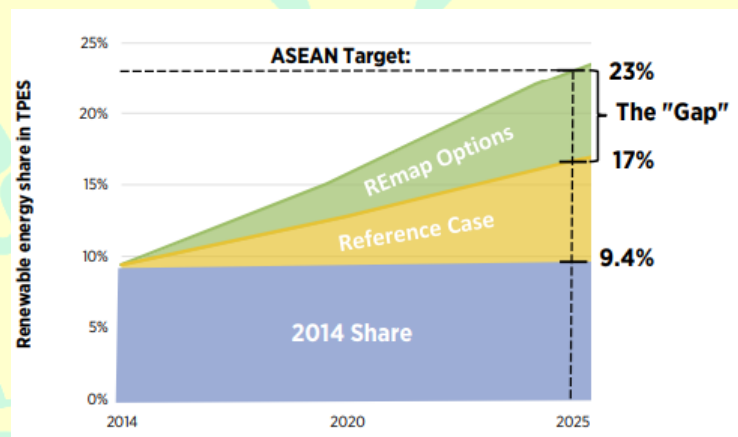 Renewable energy share in TPES
25%
20%
15%
10%
5%
0%
ASEAN Target:
23%
The "Gap"
17%
9.4%
REmap Options
Reference Case
2014 Share
2014
2020
2025